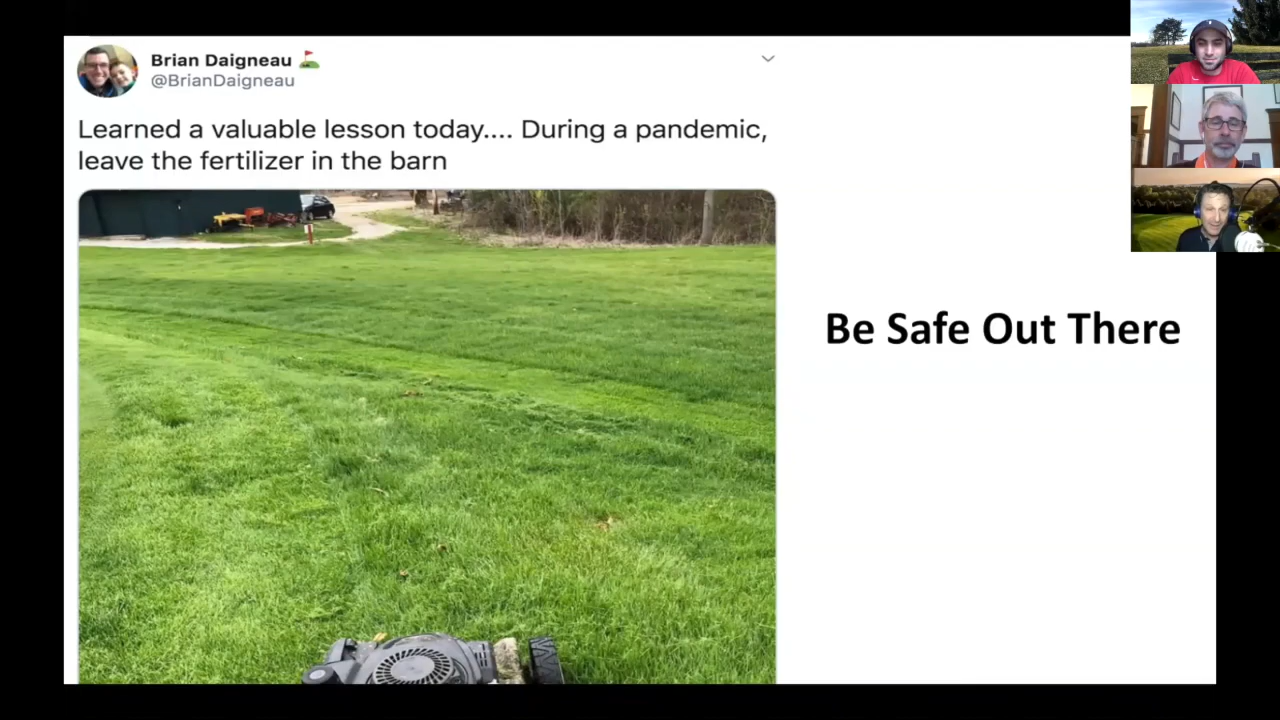 Brian Daigneau ⛳
@BrianDaigneau
Learned a valuable lesson today.... During a pandemic,
leave the fertilizer in the barn
Be Safe Out There